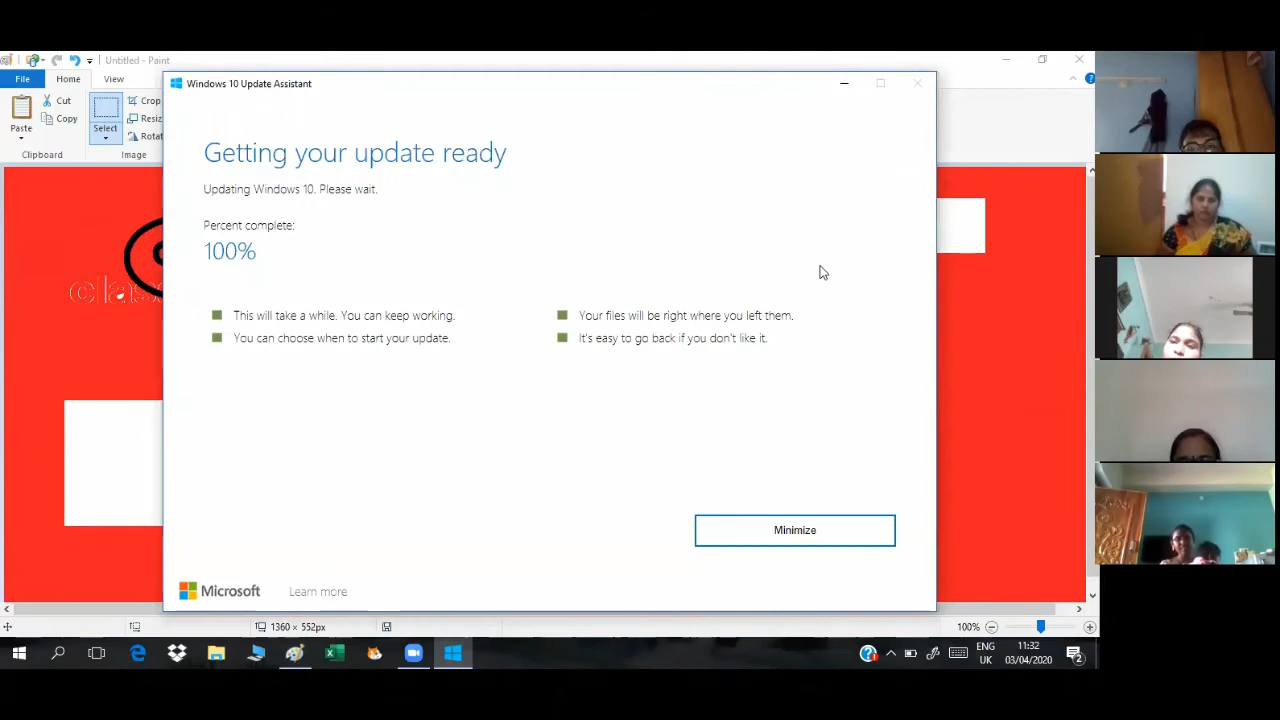 Untitled - Paint
File
Home
View
Cut
Copy
Paste
Clipboard
Select
Crop
Image
Windows 10 Update Assistant
Getting your update ready
Updating Windows 10. Please wait.
Percent complete:
100%
This will take a while. You can keep working.
Your files will be right where you left them.
You can choose when to start your update.
It's easy to go back if you don't like it.
Minimize
Microsoft
Learn more
1360 × 552px
100%
ENG
UK
11:32
03/04/2020
2